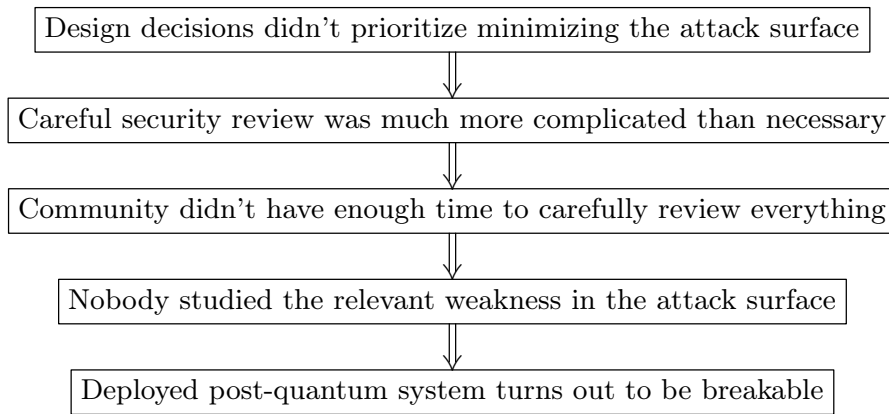 Design decisions didn't prioritize minimizing the attack surface
Careful security review was much more complicated than necessary
Community didn't have enough time to carefully review everything
Nobody studied the relevant weakness in the attack surface
Deployed post-quantum system turns out to be breakable